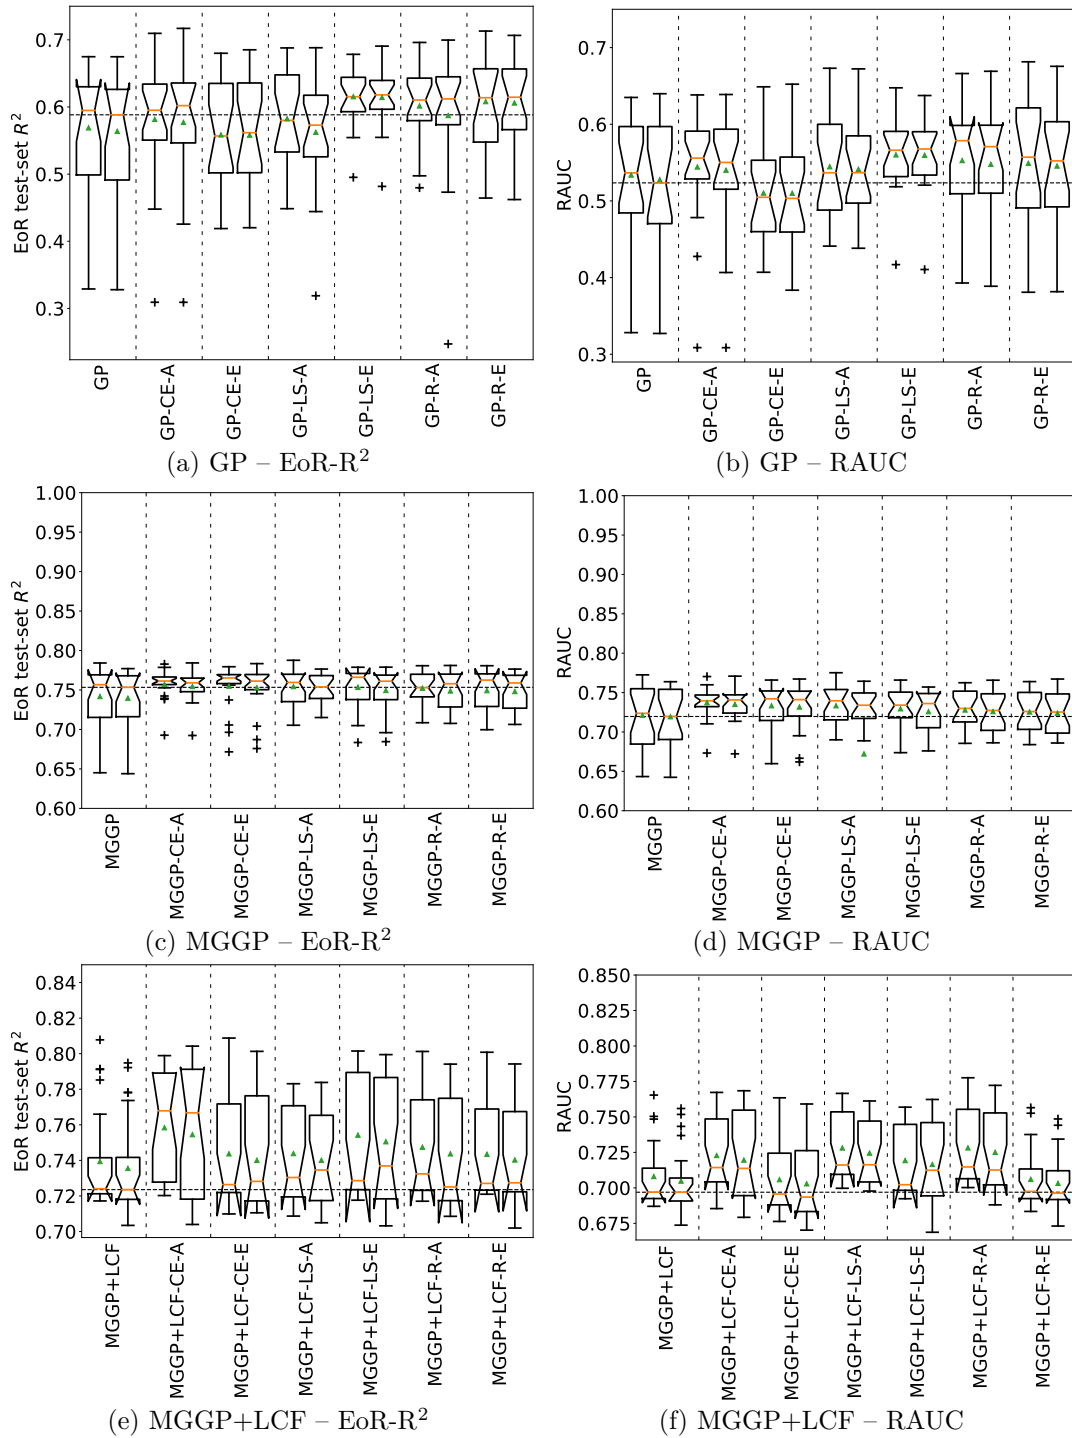 EoR test-set R²
0.7
0.6
0.5
0.4
0.3
GP
GP-CE-A
GP-CE-E
GP-LS-A
GP-LS-E
GP-R-A
GP-R-E
(a) GP – EoR-R²
RAUC
0.7
0.6
0.5
0.4
0.3
GP
GP-CE-A
GP-CE-E
GP-LS-A
GP-LS-E
GP-R-A
GP-R-E
(b) GP – RAUC
EoR test-set R²
1.00
0.95
0.90
0.85
0.80
0.75
0.70
0.65
0.60
MGGP
MGGP-CE-A
MGGP-CE-E
MGGP-LS-A
MGGP-LS-E
MGGP-R-A
MGGP-R-E
(c) MGGP – EoR-R²
RAUC
1.00
0.95
0.90
0.85
0.80
0.75
0.70
0.65
0.60
MGGP
MGGP-CE-A
MGGP-CE-E
MGGP-LS-A
MGGP-LS-E
MGGP-R-A
MGGP-R-E
(d) MGGP – RAUC
EoR test-set R²
0.84
0.82
0.80
0.78
0.76
0.74
0.72
0.70
MGGP+LCF
MGGP+LCF-CE-A
MGGP+LCF-CE-E
MGGP+LCF-LS-A
MGGP+LCF-LS-E
MGGP+LCF-R-A
MGGP+LCF-R-E
(e) MGGP+LCF – EoR-R²
RAUC
0.850
0.825
0.800
0.775
0.750
0.725
0.700
0.675
MGGP+LCF
MGGP+LCF-CE-A
MGGP+LCF-CE-E
MGGP+LCF-LS-A
MGGP+LCF-LS-E
MGGP+LCF-R-A
MGGP+LCF-R-E
(f) MGGP+LCF – RAUC